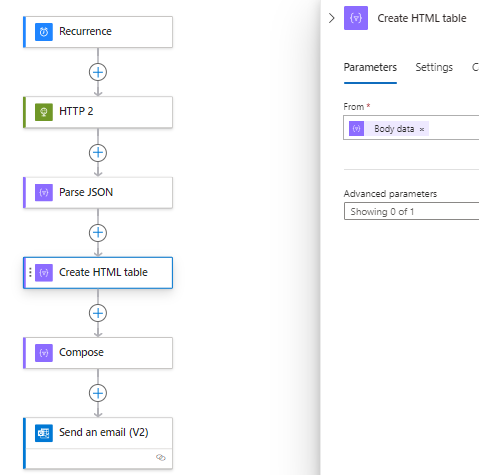 Recurrence
HTTP 2
Parse JSON
Create HTML table
Compose
Send an email (V2)
Create HTML table
Parameters Settings C
From *
Body data ×
Advanced parameters
Showing 0 of 1